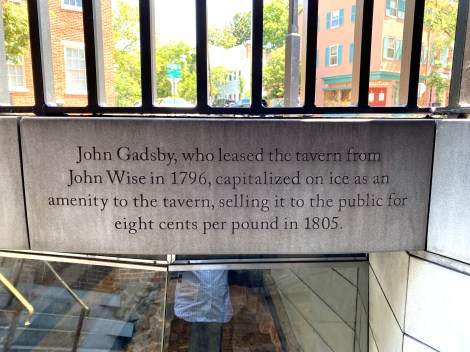 John Gadsby, who leased the tavern from
John Wise in 1796, capitalized on ice as an
amenity to the tavern, selling it to the public for
eight cents per pound in 1805.